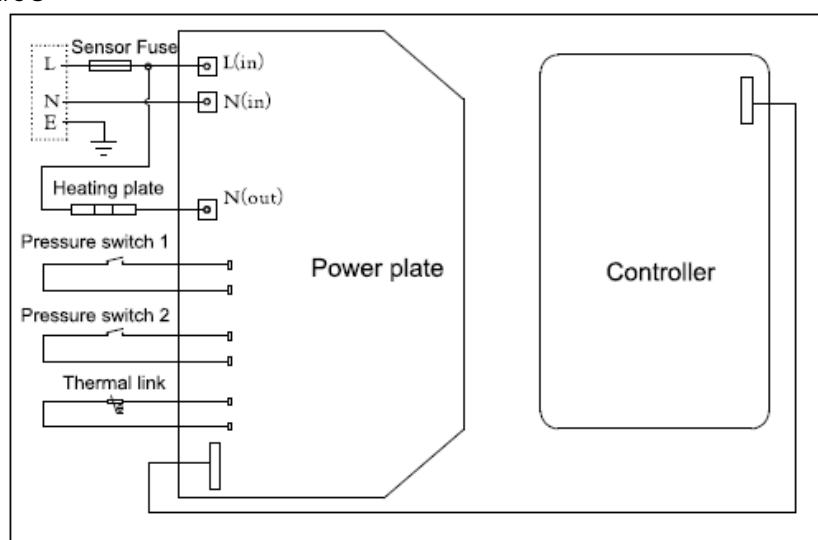 Sensor Fuse
L
L(in)
N
N(in)
E
Heating plate
N(out)
Pressure switch 1
Power plate
Controller
Pressure switch 2
Thermal link